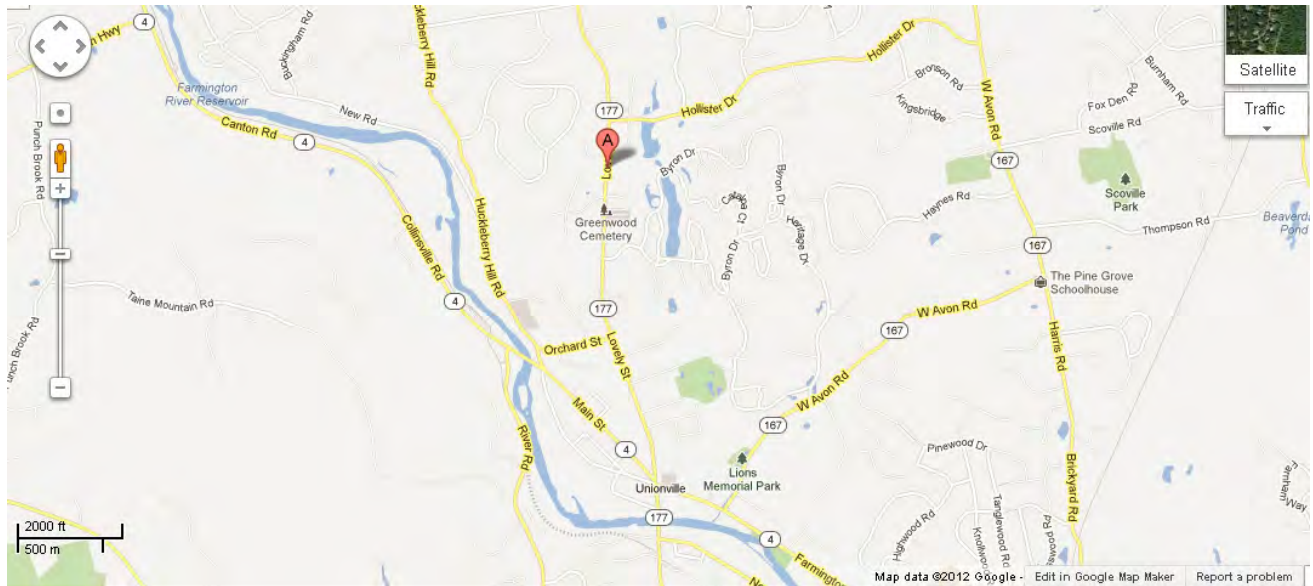 4
n Hwy
Huckleberry Hill Rd
Buckingham Rd
Hollister Dr
Satellite
Farmington
River Reservoir
177
Hollister Dr
Bronson Rd
Kingsbridge
W Avon Rd
Fox Den Rd
Burnham Rd
Scoville Rd
Traffic
Punch Brook Rd
Canton Rd
4
New Rd
A
Lov
Byron Dr
167
Scoville
Park
Huckleberry Hill Rd
Catalpa Ct
Byron Dr
Heritage Dr
Haynes Rd
Thompson Rd
Greenwood
Cemetery
Collinsville Rd
Byron Dr
167
Beaverda
Pond
The Pine Grove
Schoolhouse
Taine Mountain Rd
4
177
W Avon Rd
167
Punch Brook Rd
Orchard St
Lovely St
Harris Rd
W Avon Rd
Main St
167
River Rd
4
Pinewood Dr
Lions
Memorial Park
Unionville
Brickyard Rd
Farnham Way
Highwood Rd
Tanglewood Rd
Knollwood
swood Rd
2000 ft
500 m
177
4
Farmington
Map data ©2012 Google -
Edit in Google Map Maker
Report a problem